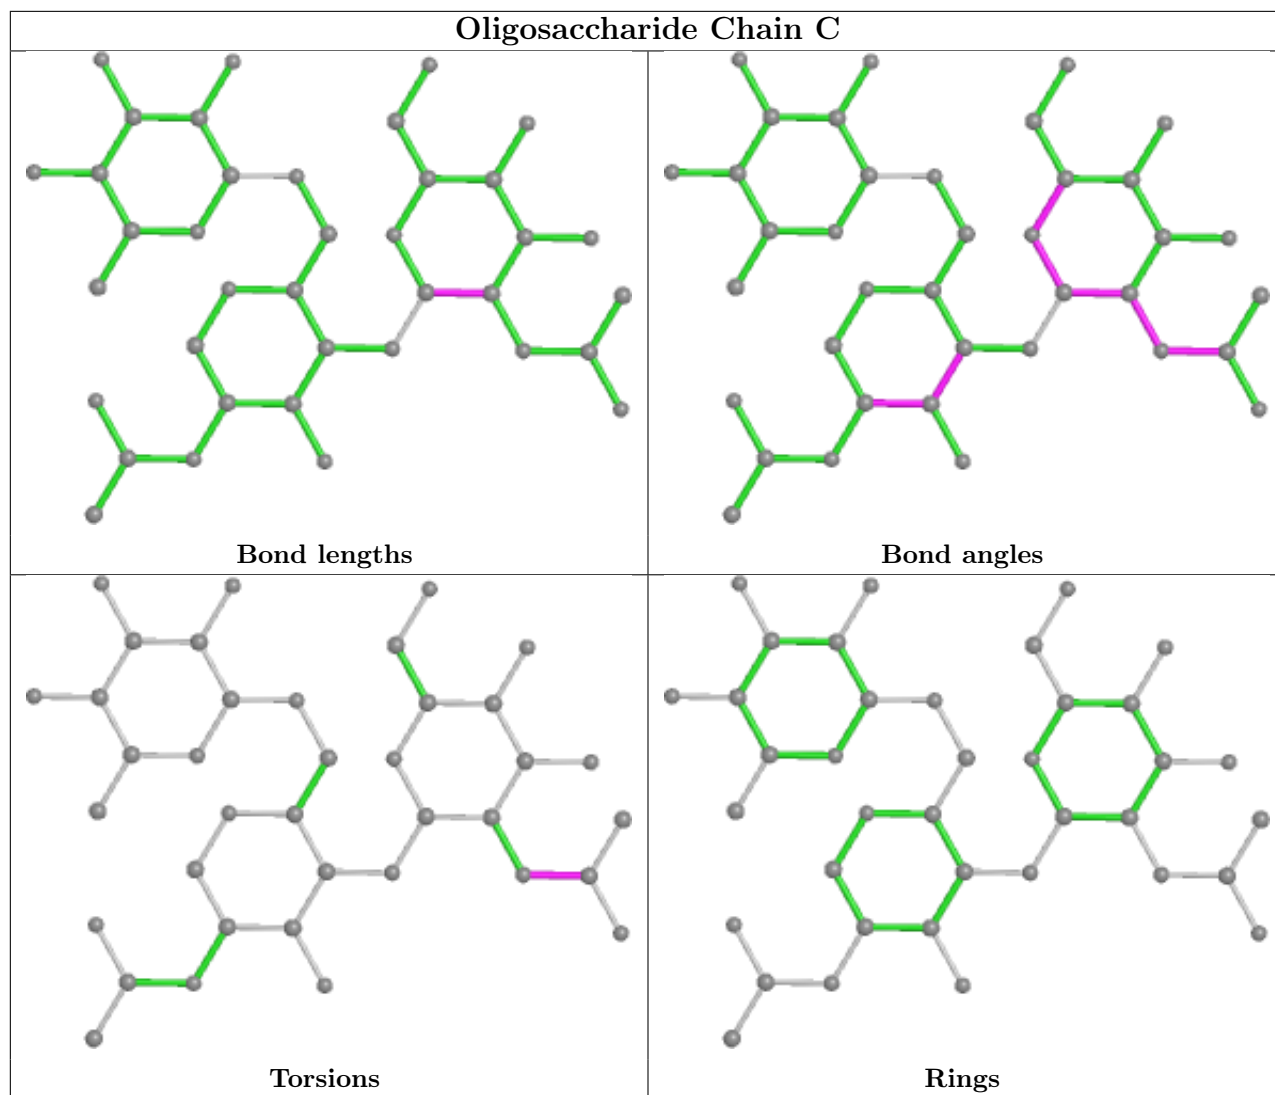 Oligosaccharide Chain C
Bond lengths
Bond angles
Torsions
Rings